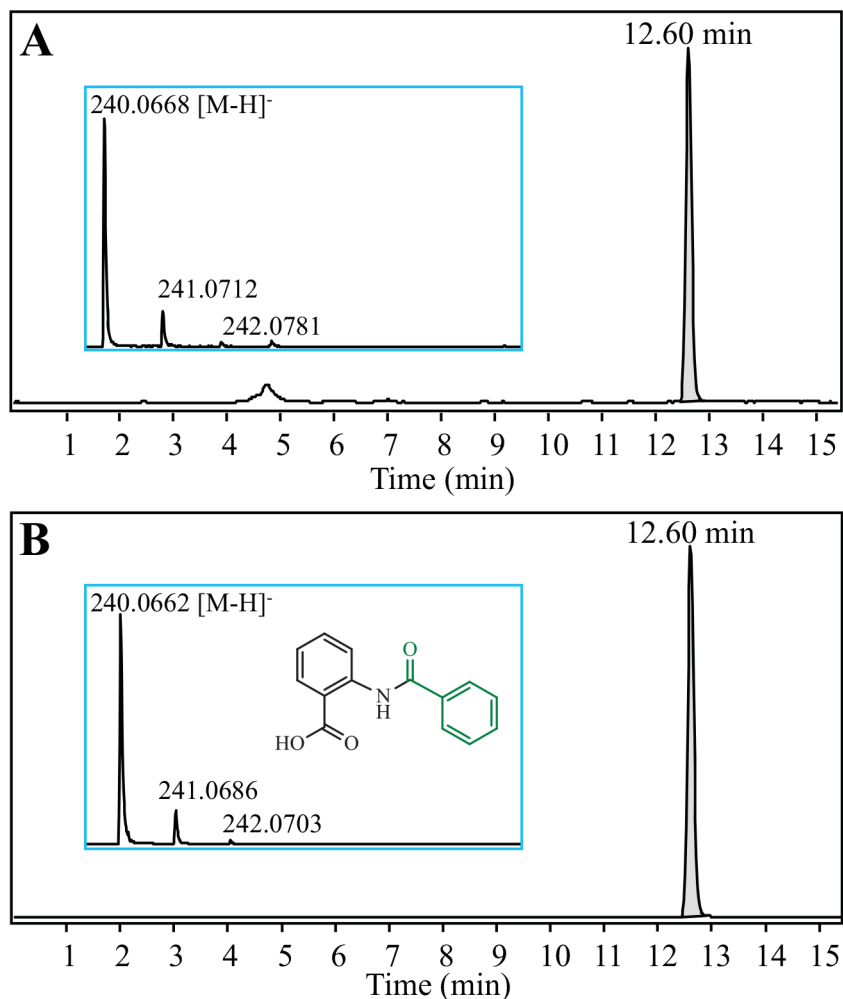 A
12.60 min
240.0668 [M-H]-
241.0712
242.0781
1 2 3 4 5 6 7 8 9 10 11 12 13 14 15
Time (min)
B
12.60 min
240.0662 [M-H]-
O
N
H
HO
O
241.0686
242.0703
1 2 3 4 5 6 7 8 9 10 11 12 13 14 15
Time (min)